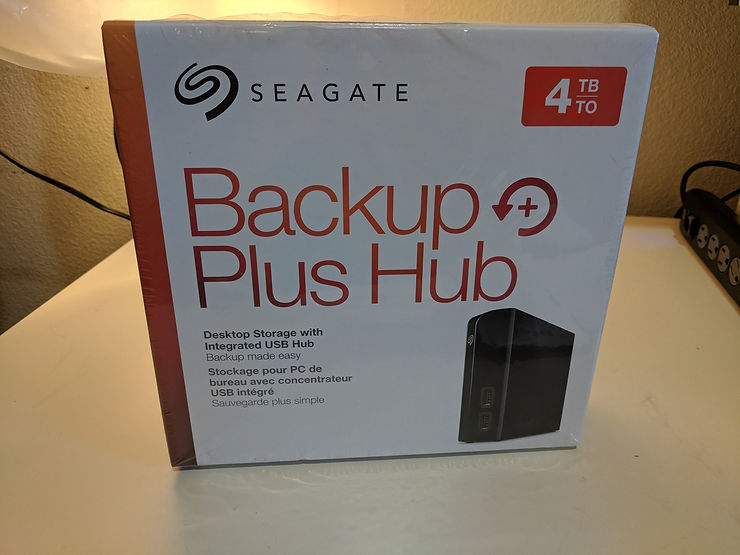 SEAGATE
4 TB
TO
Backup
Plus Hub
Desktop Storage with
Integrated USB Hub
Backup made easy
Stockage pour PC de
bureau avec concentrateur
USB intégré
Sauvegarde plus simple